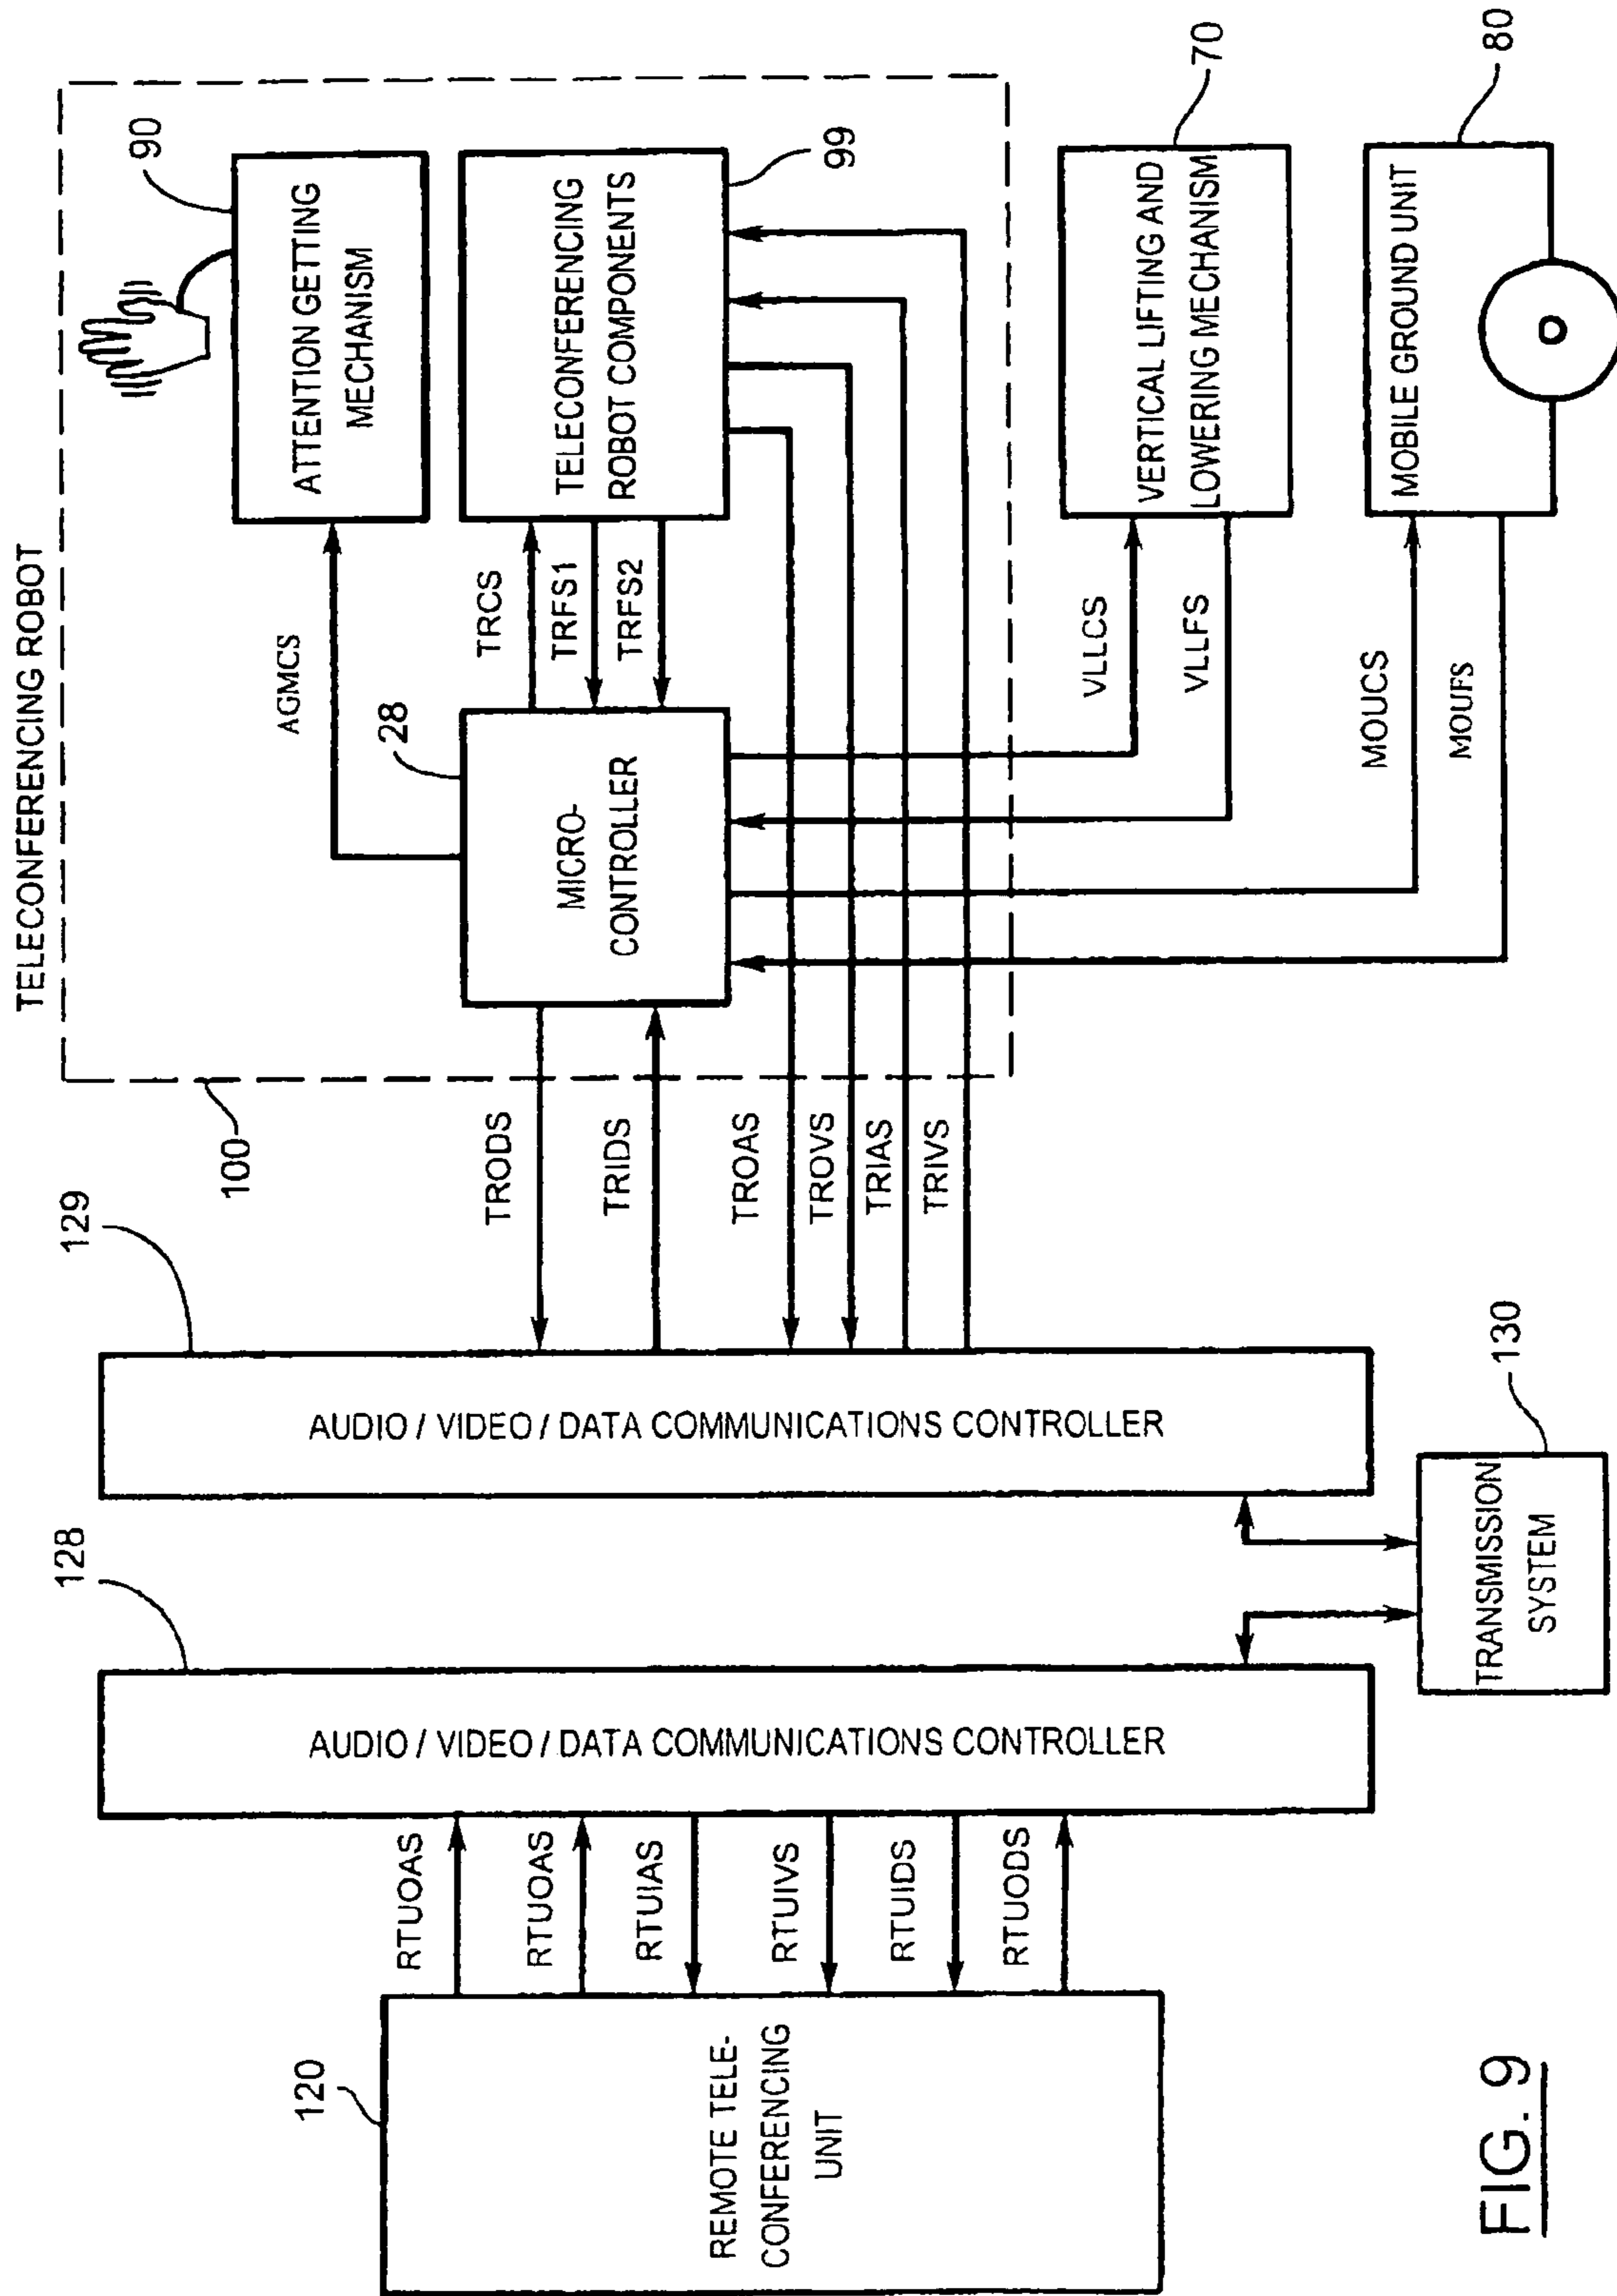 TELECONFERENCING ROBOT
90
ATTENTION GETTING
MECHANISM
AGMCS
28
MICRO-
CONTROLLER
TRCS
TRFS1
TRFS2
TELECONFERENCING
ROBOT COMPONENTS
99
100
VLLCS
VLLFS
VERTICAL LIFTING AND
LOWERING MECHANISM
70
MOUCS
MOUFS
MOBILE GROUND UNIT
80
TRODS
TRIDS
TROAS
TROVS
TRIAS
TRIVS
129
AUDIO / VIDEO / DATA COMMUNICATIONS CONTROLLER
128
AUDIO / VIDEO / DATA COMMUNICATIONS CONTROLLER
130
TRANSMISSION
SYSTEM
RTUOAS
RTUOAS
RTUIAS
RTUIVS
RTUIDS
RTUODS
120
REMOTE TELE-
CONFERENCING
UNIT
FIG. 9